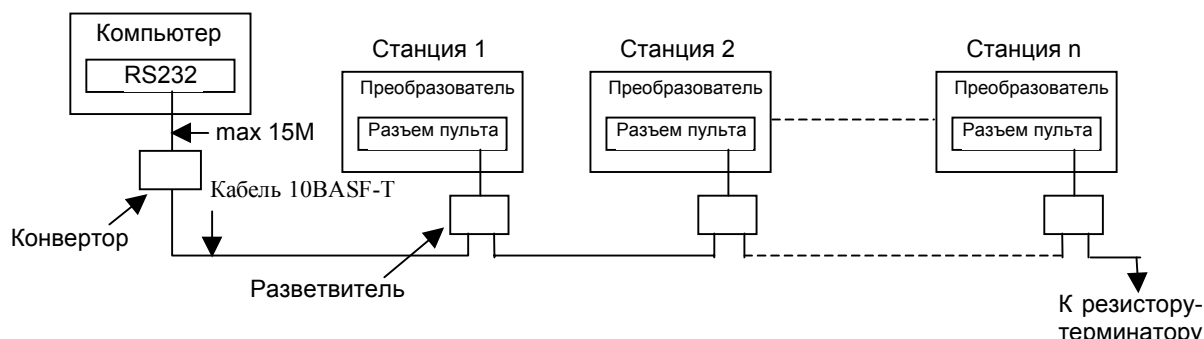 Компьютер
RS232
max 15М
Конвертор
Кабель 10BASF-T
Разветвитель
Станция 1
Преобразователь
Разъем пульта
Станция 2
Преобразователь
Разъем пульта
Станция n
Преобразователь
Разъем пульта
К резистору-
терминатору